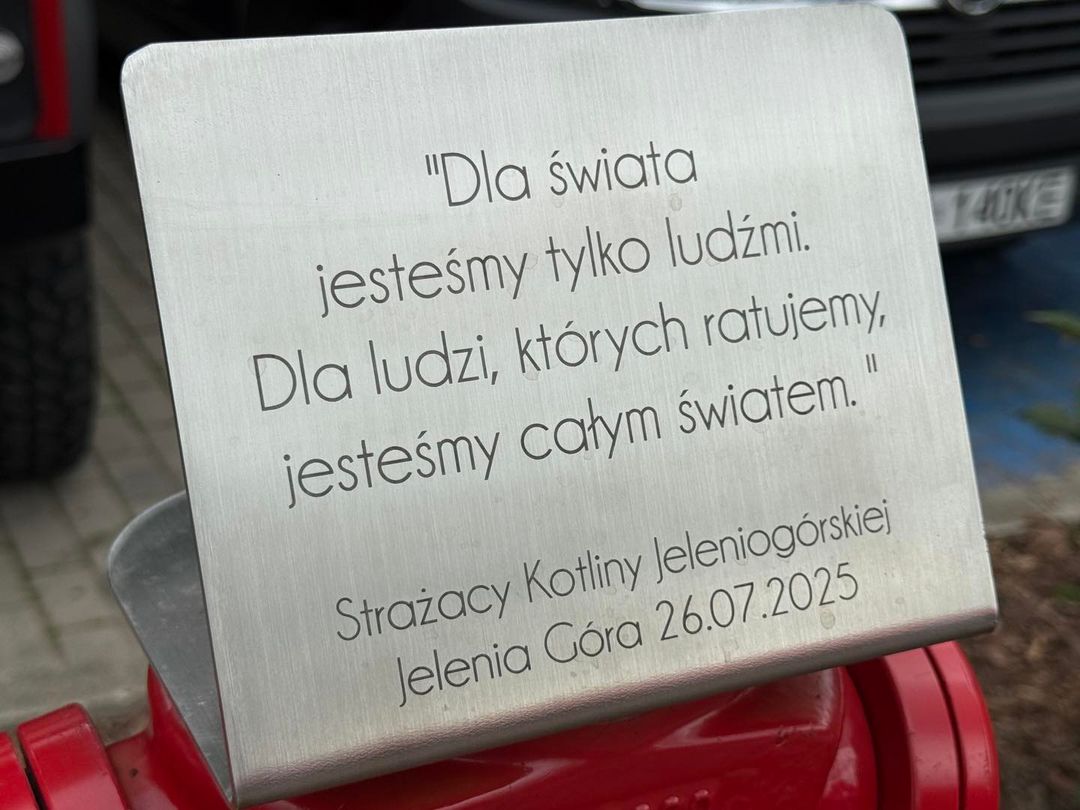 "Dla świata
jesteśmy tylko ludźmi.
Dla ludzi, których ratujemy,
jesteśmy całym światem."
Strażacy Kotliny Jeleniogórskiej
Jelenia Góra 26.07.2025